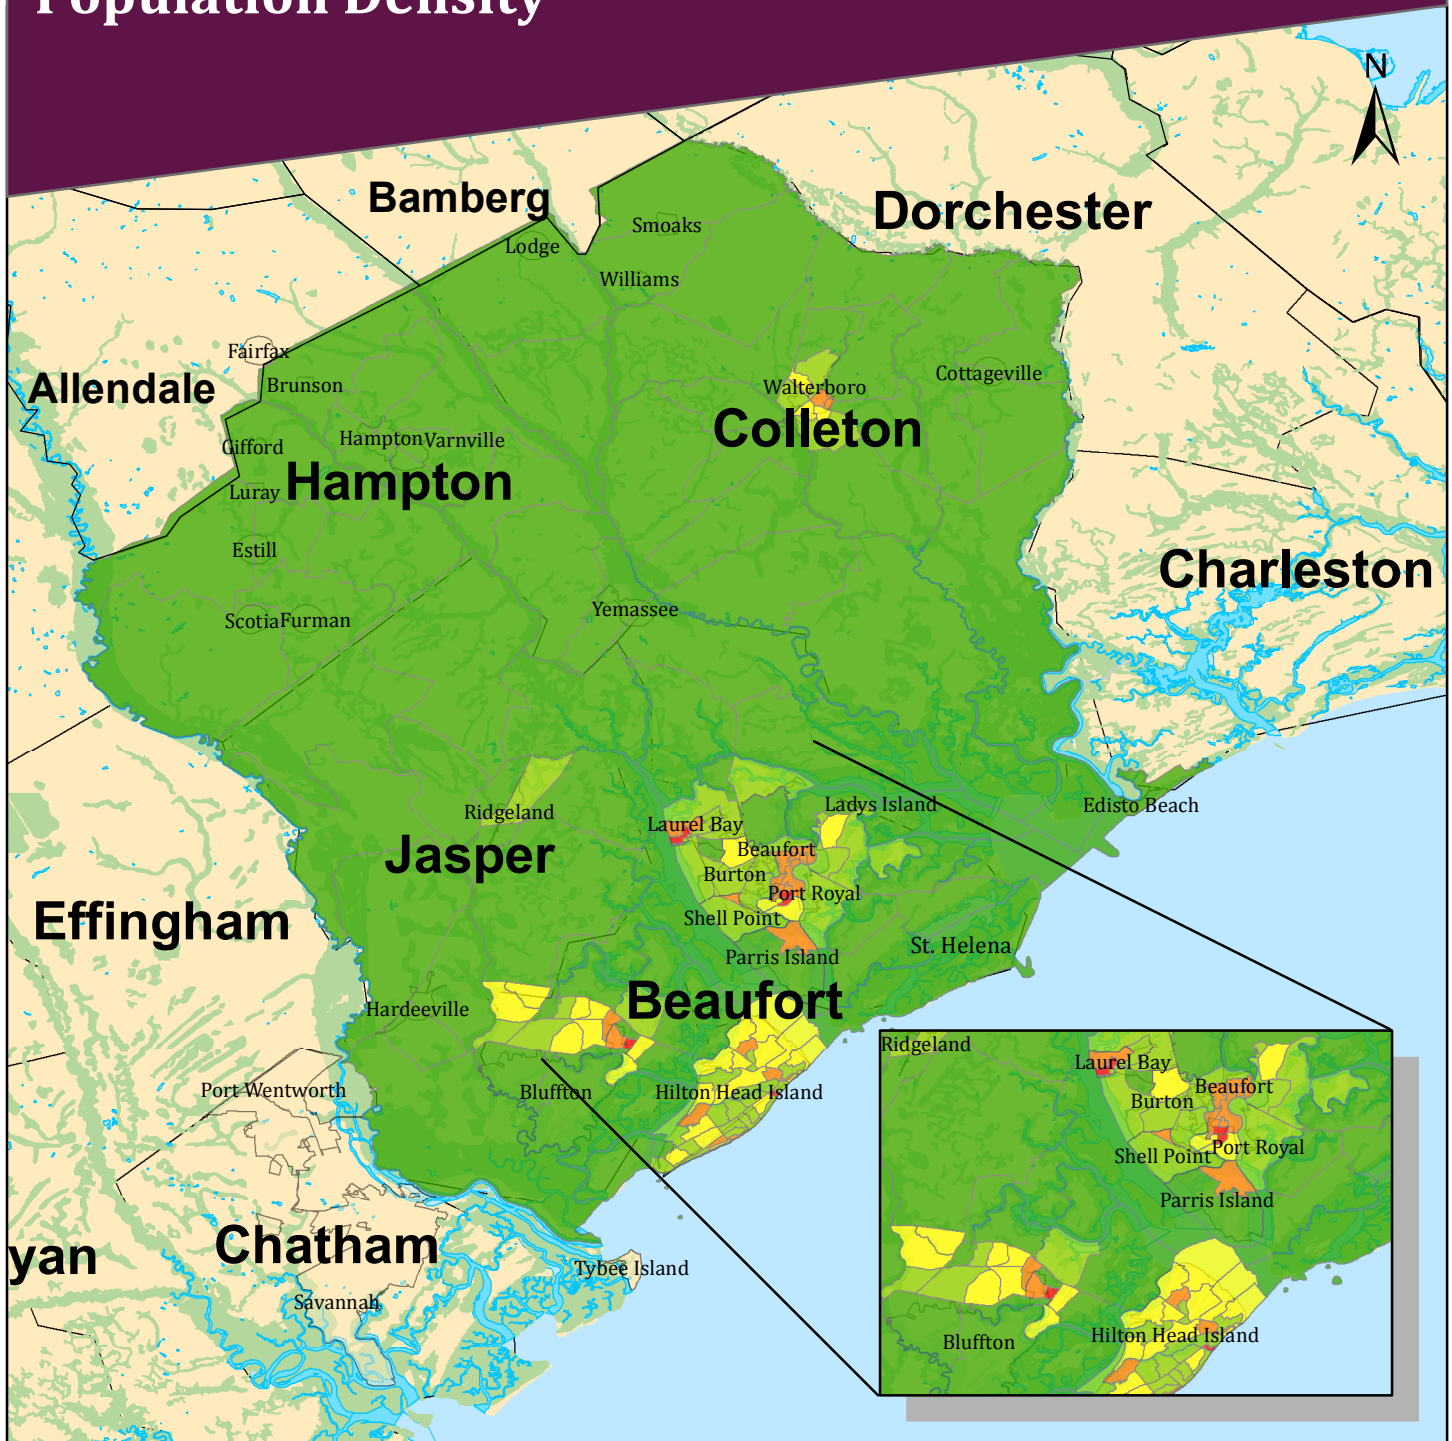 Population Density
N
Bamberg
Dorchester
Smoaks
Lodge
Williams
Fairfax
Allendale
Brunson
Walterboro
Cottageville
Colleton
Gifford
Hampton
Varnville
Hampton
Luray
Estill
Charleston
Scotia
Furman
Yemassee
Ridgeland
Ladys Island
Edisto Beach
Laurel Bay
Jasper
Beaufort
Burton
Port Royal
Effingham
Shell Point
St. Helena
Parris Island
Beaufort
Hardeeville
Port Wentworth
Bluffton
Hilton Head Island
Chatham
yan
Tybee Island
Savannah
Ridgeland
Laurel Bay
Beaufort
Burton
Port Royal
Shell Point
Parris Island
Bluffton
Hilton Head Island